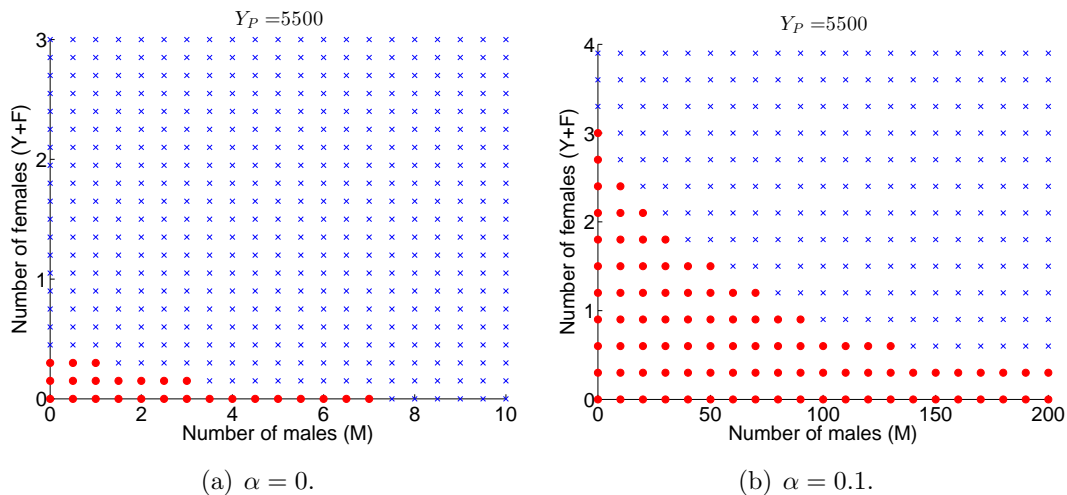 Y_P =5500
3
2
1
0
Number of females (Y+F)
0 2 4 6 8 10
Number of males (M)
(a) α = 0.
Y_P =5500
4
3
2
1
0
Number of females (Y+F)
0 50 100 150 200
Number of males (M)
(b) α = 0.1.